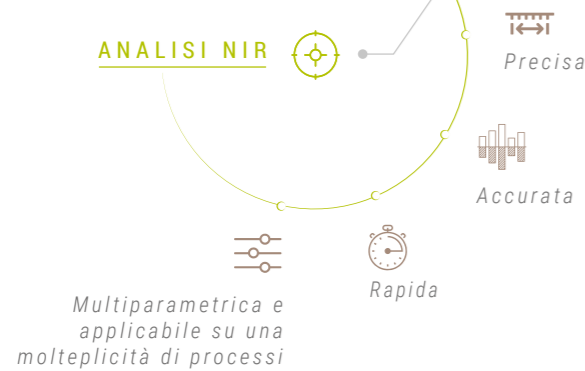 ANALISI NIR
Precisa
Accurata
Rapida
Multiparametrica e
applicabile su una
molteplicità di processi